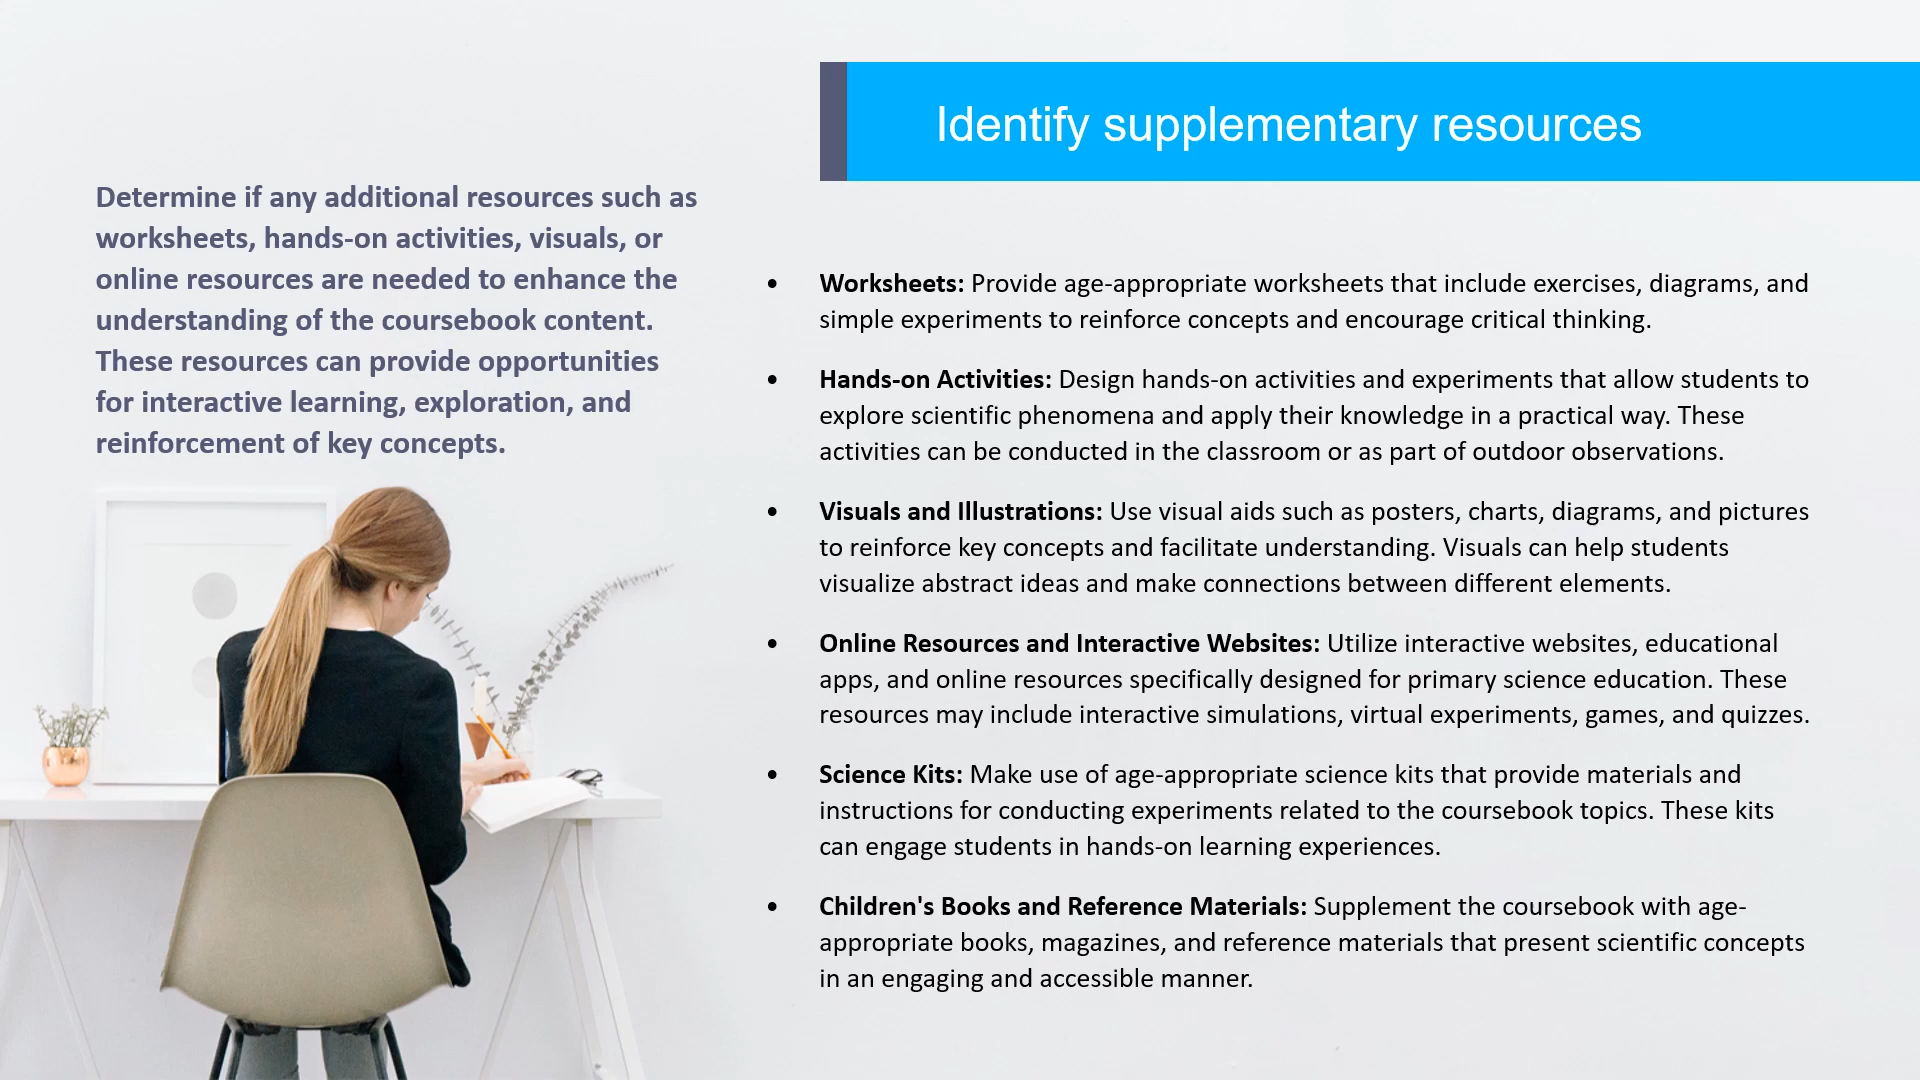 Identify supplementary resources
Determine if any additional resources such as
worksheets, hands-on activities, visuals, or
online resources are needed to enhance the
understanding of the coursebook content.
These resources can provide opportunities
for interactive learning, exploration, and
reinforcement of key concepts.
• Worksheets: Provide age-appropriate worksheets that include exercises, diagrams, and
simple experiments to reinforce concepts and encourage critical thinking.
• Hands-on Activities: Design hands-on activities and experiments that allow students to
explore scientific phenomena and apply their knowledge in a practical way. These
activities can be conducted in the classroom or as part of outdoor observations.
• Visuals and Illustrations: Use visual aids such as posters, charts, diagrams, and pictures
to reinforce key concepts and facilitate understanding. Visuals can help students
visualize abstract ideas and make connections between different elements.
• Online Resources and Interactive Websites: Utilize interactive websites, educational
apps, and online resources specifically designed for primary science education. These
resources may include interactive simulations, virtual experiments, games, and quizzes.
• Science Kits: Make use of age-appropriate science kits that provide materials and
instructions for conducting experiments related to the coursebook topics. These kits
can engage students in hands-on learning experiences.
• Children's Books and Reference Materials: Supplement the coursebook with age-
appropriate books, magazines, and reference materials that present scientific concepts
in an engaging and accessible manner.